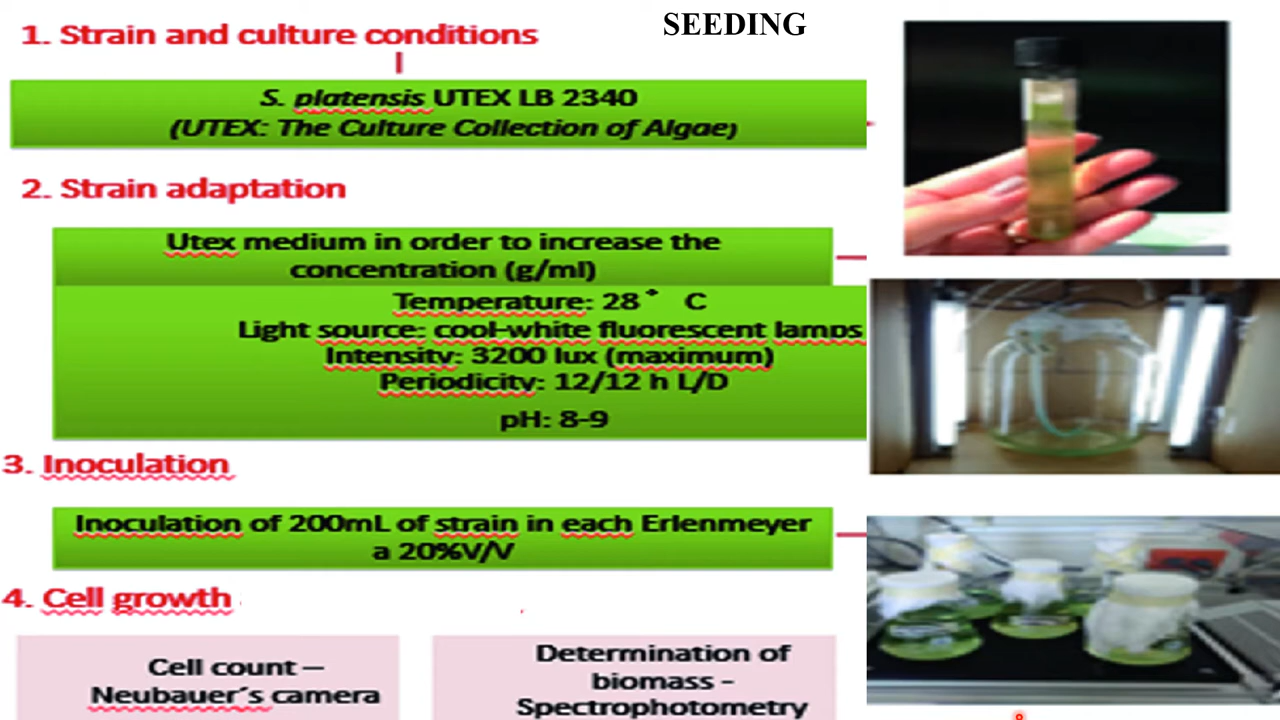 SEEDING
1. Strain and culture conditions
S. platensis UTEX LB 2340
(UTEX: The Culture Collection of Algae)
2. Strain adaptation
Utex medium in order to increase the
concentration (g/ml)
Temperature: 28° C
Light source: cool-white fluorescent lamps
Intensity: 3200 lux (maximum)
Periodicity: 12/12 h L/D
pH: 8-9
3. Inoculation
Inoculation of 200mL of strain in each Erlenmeyer
a 20%V/V
4. Cell growth
Cell count –
Neubauer´s camera
Determination of
biomass -
Spectrophotometry